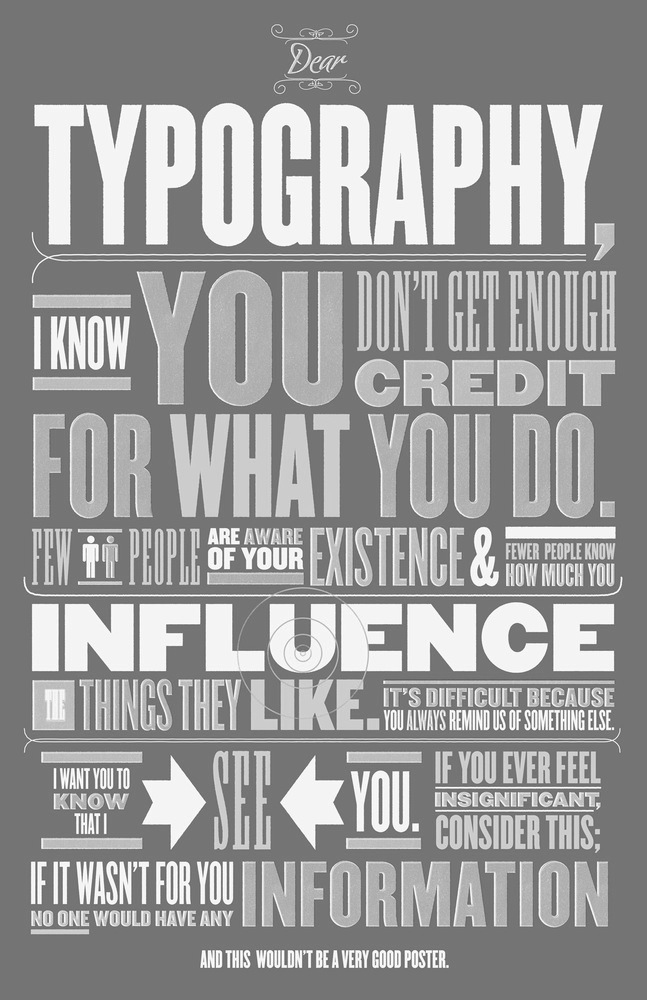 Dear
TYPOGRAPHY,
I KNOW YOU DON'T GET ENOUGH
CREDIT
FOR WHAT YOU DO.
FEW PEOPLE ARE AWARE
OF YOUR EXISTENCE & FEWER PEOPLE KNOW
HOW MUCH YOU
INFLUENCE
THE THINGS THEY LIKE. IT'S DIFFICULT BECAUSE
YOU ALWAYS REMIND US OF SOMETHING ELSE.
I WANT YOU TO
KNOW
THAT I
SEE
YOU.
IF YOU EVER FEEL
INSIGNIFICANT,
CONSIDER THIS;
IF IT WASN'T FOR YOU
NO ONE WOULD HAVE ANY
INFORMATION
AND THIS WOULDN'T BE A VERY GOOD POSTER.